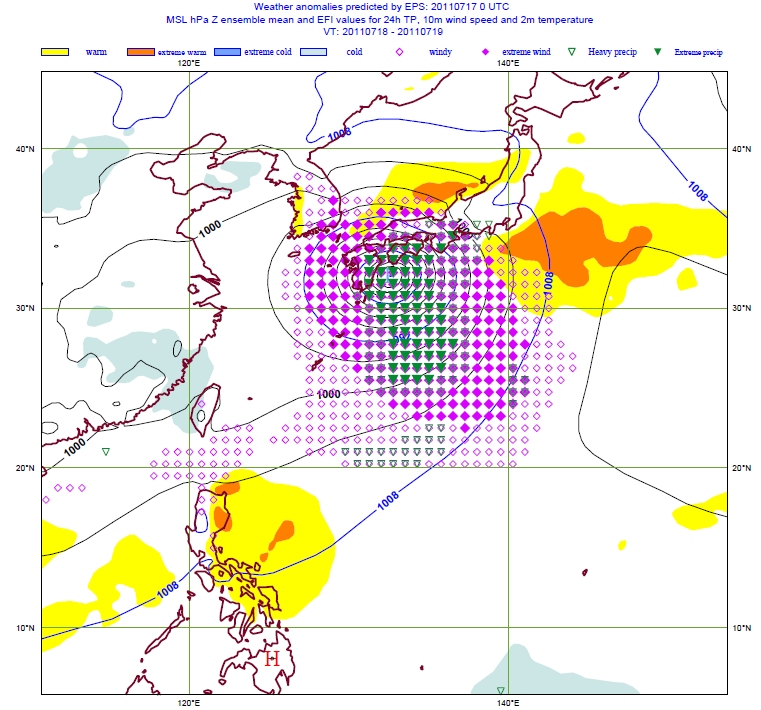 Weather anomalies predicted by EPS: 20110717 0 UTC
MSL hPa Z ensemble mean and EFI values for 24h TP, 10m wind speed and 2m temperature
VT: 20110718 - 20110719
warm extreme warm extreme cold cold windy extreme wind Heavy precip Extreme precip
120°E 140°E
1008
40°N 40°N
1008
1000
1008
30°N 30°N
1000
1000
20°N 20°N
1008
1008
10°N 10°N
H
120°E 140°E